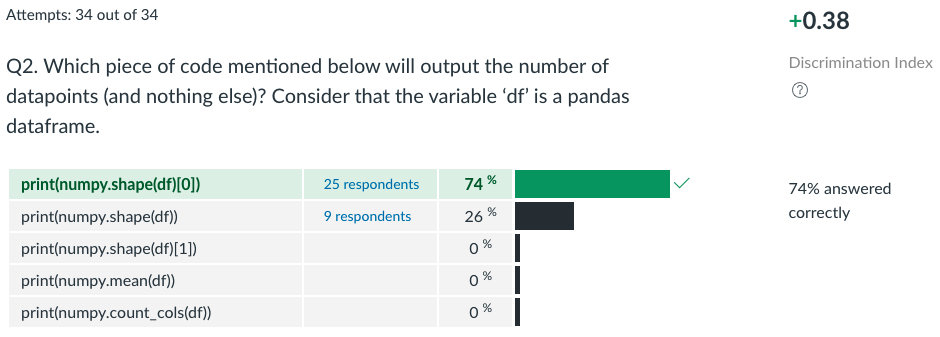 Attempts: 34 out of 34
+0.38
Discrimination Index
?
Q2. Which piece of code mentioned below will output the number of
datapoints (and nothing else)? Consider that the variable ‘df’ is a pandas
dataframe.
print(numpy.shape(df)[0]) 25 respondents 74 %
print(numpy.shape(df)) 9 respondents 26 %
print(numpy.shape(df)[1]) 0 %
print(numpy.mean(df)) 0 %
print(numpy.count_cols(df)) 0 %
74% answered
correctly